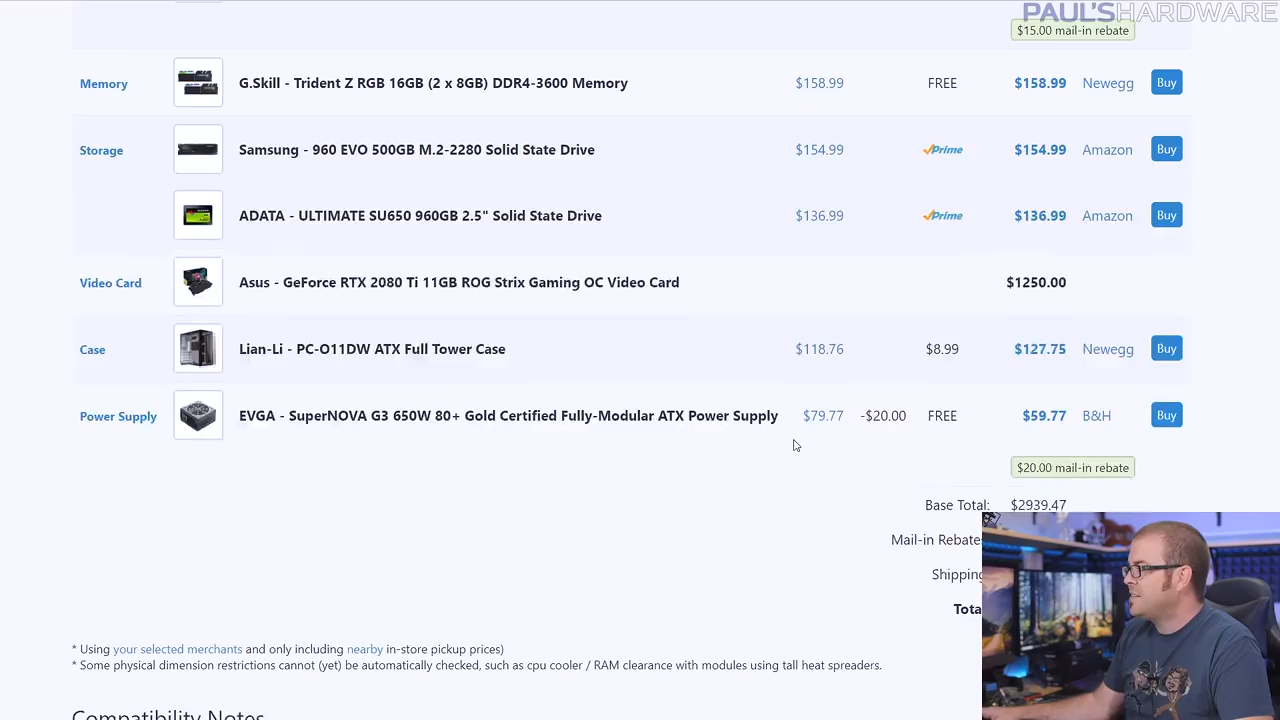 PAUL'SHARDWARE
$15.00 mail-in rebate
Memory G.Skill - Trident Z RGB 16GB (2 x 8GB) DDR4-3600 Memory $158.99 FREE $158.99 Newegg Buy
Storage Samsung - 960 EVO 500GB M.2-2280 Solid State Drive $154.99 Prime $154.99 Amazon Buy
ADATA - ULTIMATE SU650 960GB 2.5" Solid State Drive $136.99 Prime $136.99 Amazon Buy
Video Card Asus - GeForce RTX 2080 Ti 11GB ROG Strix Gaming OC Video Card $1250.00
Case Lian-Li - PC-O11DW ATX Full Tower Case $118.76 $8.99 $127.75 Newegg Buy
Power Supply EVGA - SuperNOVA G3 650W 80+ Gold Certified Fully-Modular ATX Power Supply $79.77 -$20.00 FREE $59.77 B&H Buy
$20.00 mail-in rebate
Base Total: $2939.47
Mail-in Rebate
Shipping
Tota
* Using your selected merchants and only including nearby in-store pickup prices)
* Some physical dimension restrictions cannot (yet) be automatically checked, such as cpu cooler / RAM clearance with modules using tall heat spreaders.
Compatibility Notes